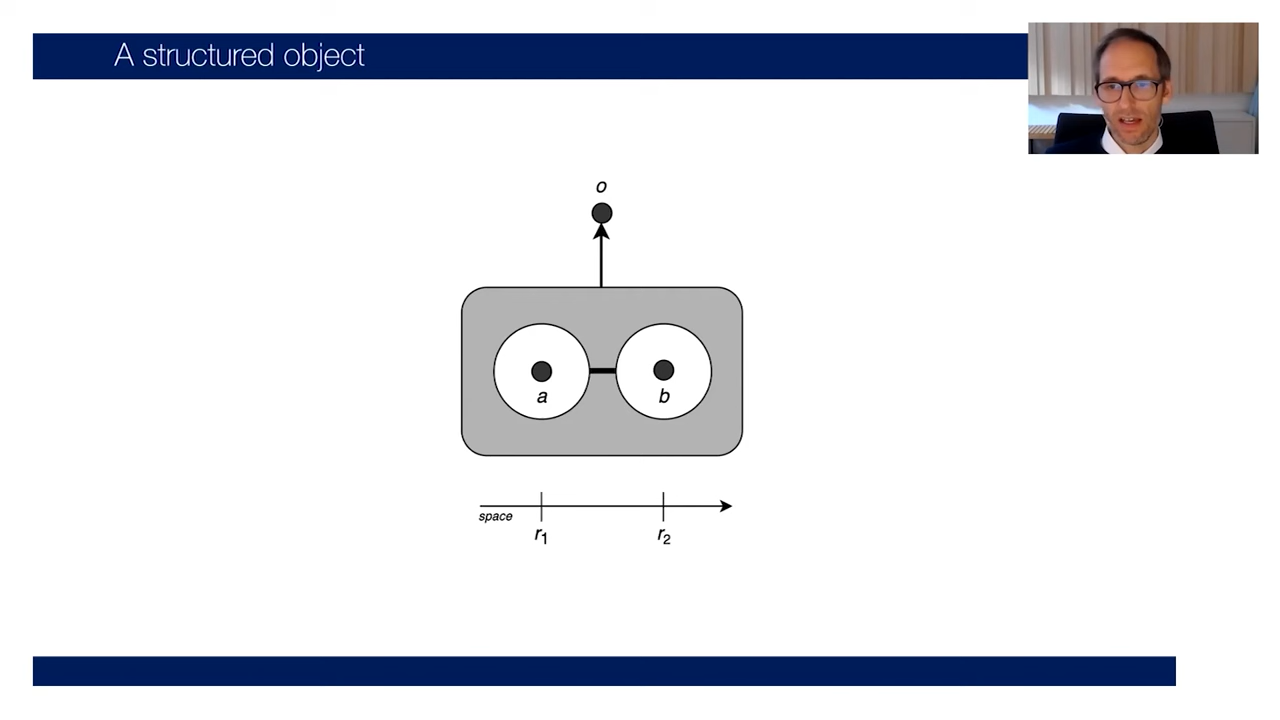 A structured object
o
a b
space
r1 r2